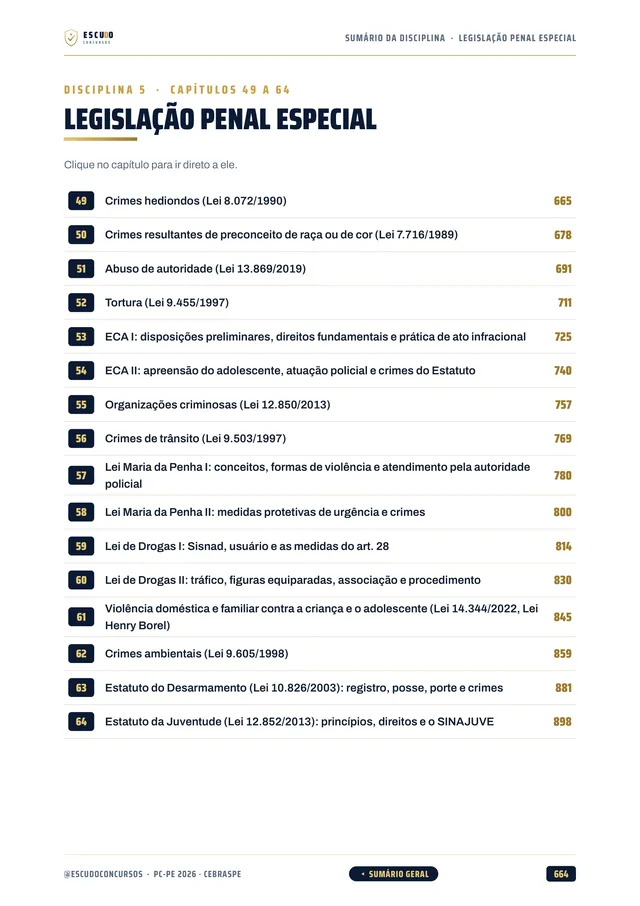 ESCUDO
CONCURSOS
SUMÁRIO DA DISCIPLINA · LEGISLAÇÃO PENAL ESPECIAL
DISCIPLINA 5 · CAPÍTULOS 49 A 64
LEGISLAÇÃO PENAL ESPECIAL
Clique no capítulo para ir direto a ele.
49 Crimes hediondos (Lei 8.072/1990) 665
50 Crimes resultantes de preconceito de raça ou de cor (Lei 7.716/1989) 678
51 Abuso de autoridade (Lei 13.869/2019) 691
52 Tortura (Lei 9.455/1997) 711
53 ECA I: disposições preliminares, direitos fundamentais e prática de ato infracional 725
54 ECA II: apreensão do adolescente, atuação policial e crimes do Estatuto 740
55 Organizações criminosas (Lei 12.850/2013) 757
56 Crimes de trânsito (Lei 9.503/1997) 769
57 Lei Maria da Penha I: conceitos, formas de violência e atendimento pela autoridade 780
policial
58 Lei Maria da Penha II: medidas protetivas de urgência e crimes 800
59 Lei de Drogas I: Sisnad, usuário e as medidas do art. 28 814
60 Lei de Drogas II: tráfico, figuras equiparadas, associação e procedimento 830
61 Violência doméstica e familiar contra a criança e o adolescente (Lei 14.344/2022, Lei 845
Henry Borel)
62 Crimes ambientais (Lei 9.605/1998) 859
63 Estatuto do Desarmamento (Lei 10.826/2003): registro, posse, porte e crimes 881
64 Estatuto da Juventude (Lei 12.852/2013): princípios, direitos e o SINAJUVE 898
@ESCUDOCONCURSOS · PC-PE 2026 · CEBRASPE
SUMÁRIO GERAL
664